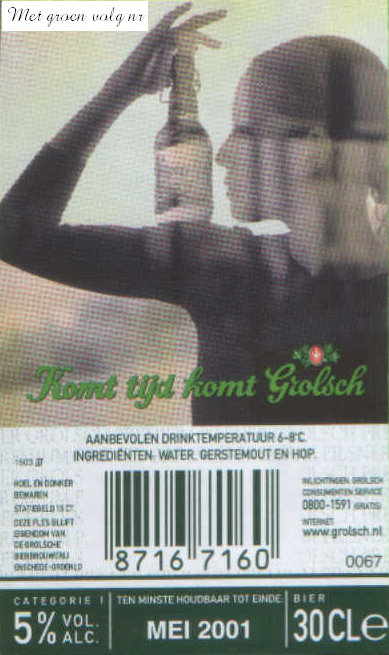 Met groen volg nr
Komt tijd komt Grolsch
AANBEVOLEN DRINKTEMPERATUUR 6-8°C.
INGREDIËNTEN: WATER, GERSTEMOUT EN HOP.
1503
KOEL EN DONKER
BEWAREN
STATIEGELD 15 CT.
DEZE FLES BLIJFT
EIGENDOM VAN
DE GROLSCHE
BIERBROUWERIJ
ENSCHEDE-GROENLO
8716 7160
INLICHTINGEN: GROLSCH
CONSUMENTEN SERVICE
0800-1591 (GRATIS)
INTERNET
www.grolsch.nl
0067
CATEGORIE 1
5% VOL.
ALC.
TEN MINSTE HOUDBAAR TOT EINDE:
MEI 2001
BIER
30CLe